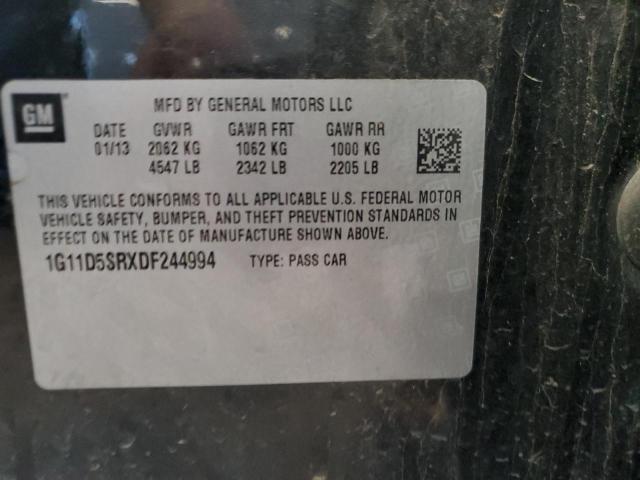 GM
MFD BY GENERAL MOTORS LLC
DATE GVWR GAWR FRT GAWR RR
01/13 2062 KG 1062 KG 1000 KG
4547 LB 2342 LB 2205 LB
THIS VEHICLE CONFORMS TO ALL APPLICABLE U.S. FEDERAL MOTOR
VEHICLE SAFETY, BUMPER, AND THEFT PREVENTION STANDARDS IN
EFFECT ON THE DATE OF MANUFACTURE SHOWN ABOVE.
1G11D5SRXDF244994 TYPE: PASS CAR